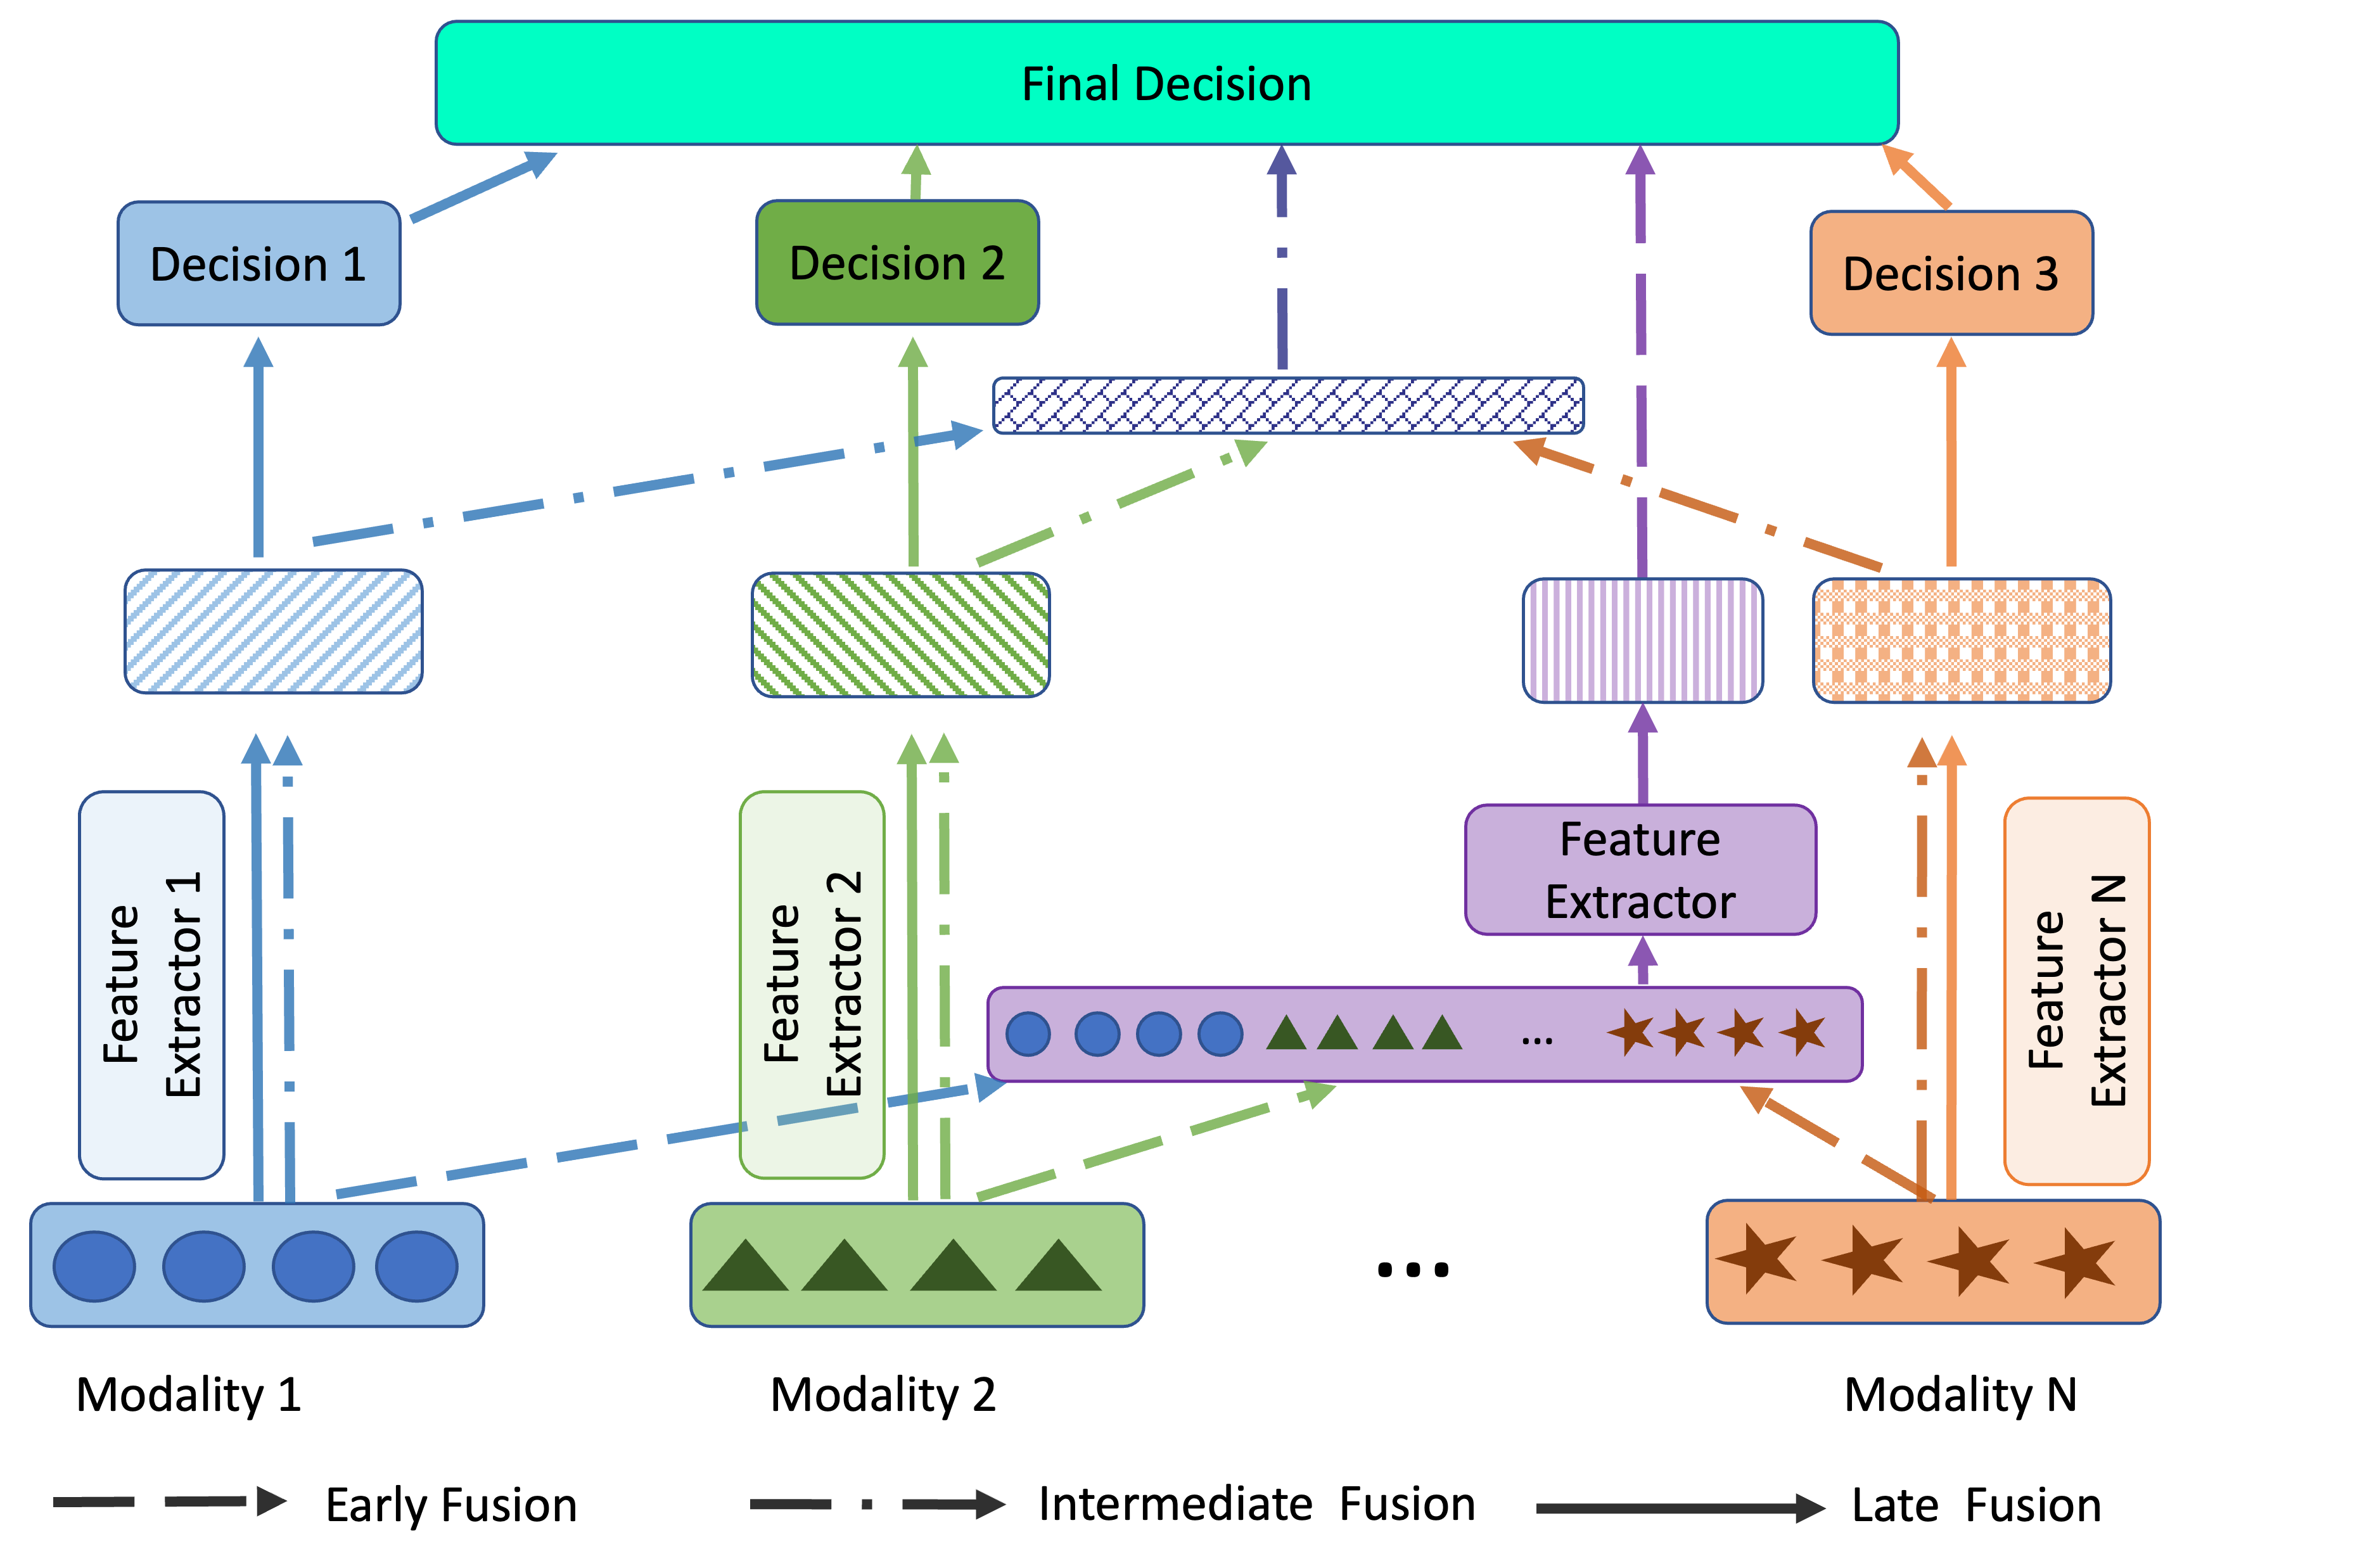 Final Decision
Decision 1
Decision 2
Decision 3
Feature
Extractor 1
Feature
Extractor 2
Feature
Extractor
Feature
Extractor N
...
...
Modality 1
Modality 2
Modality N
Early Fusion
Intermediate Fusion
Late Fusion